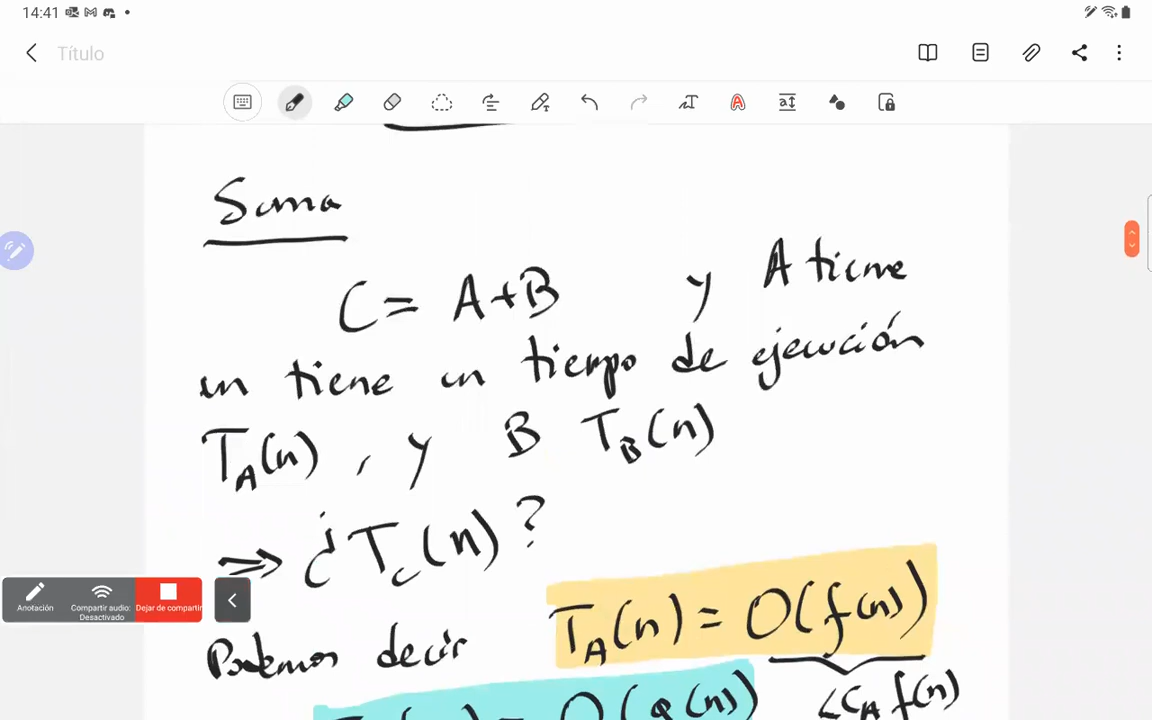 14:41
Título
Suma
C = A+B y A tiene
un tiene un tiempo de ejecución
T_A(n), y B T_B(n)
⇒ ¿T_C(n)?
Podemos decir T_A(n) = O(f(n))
O(g(n)) < C_A f(n)
Anotación
Compartir audio:
Desactivado
Dejar de compartir